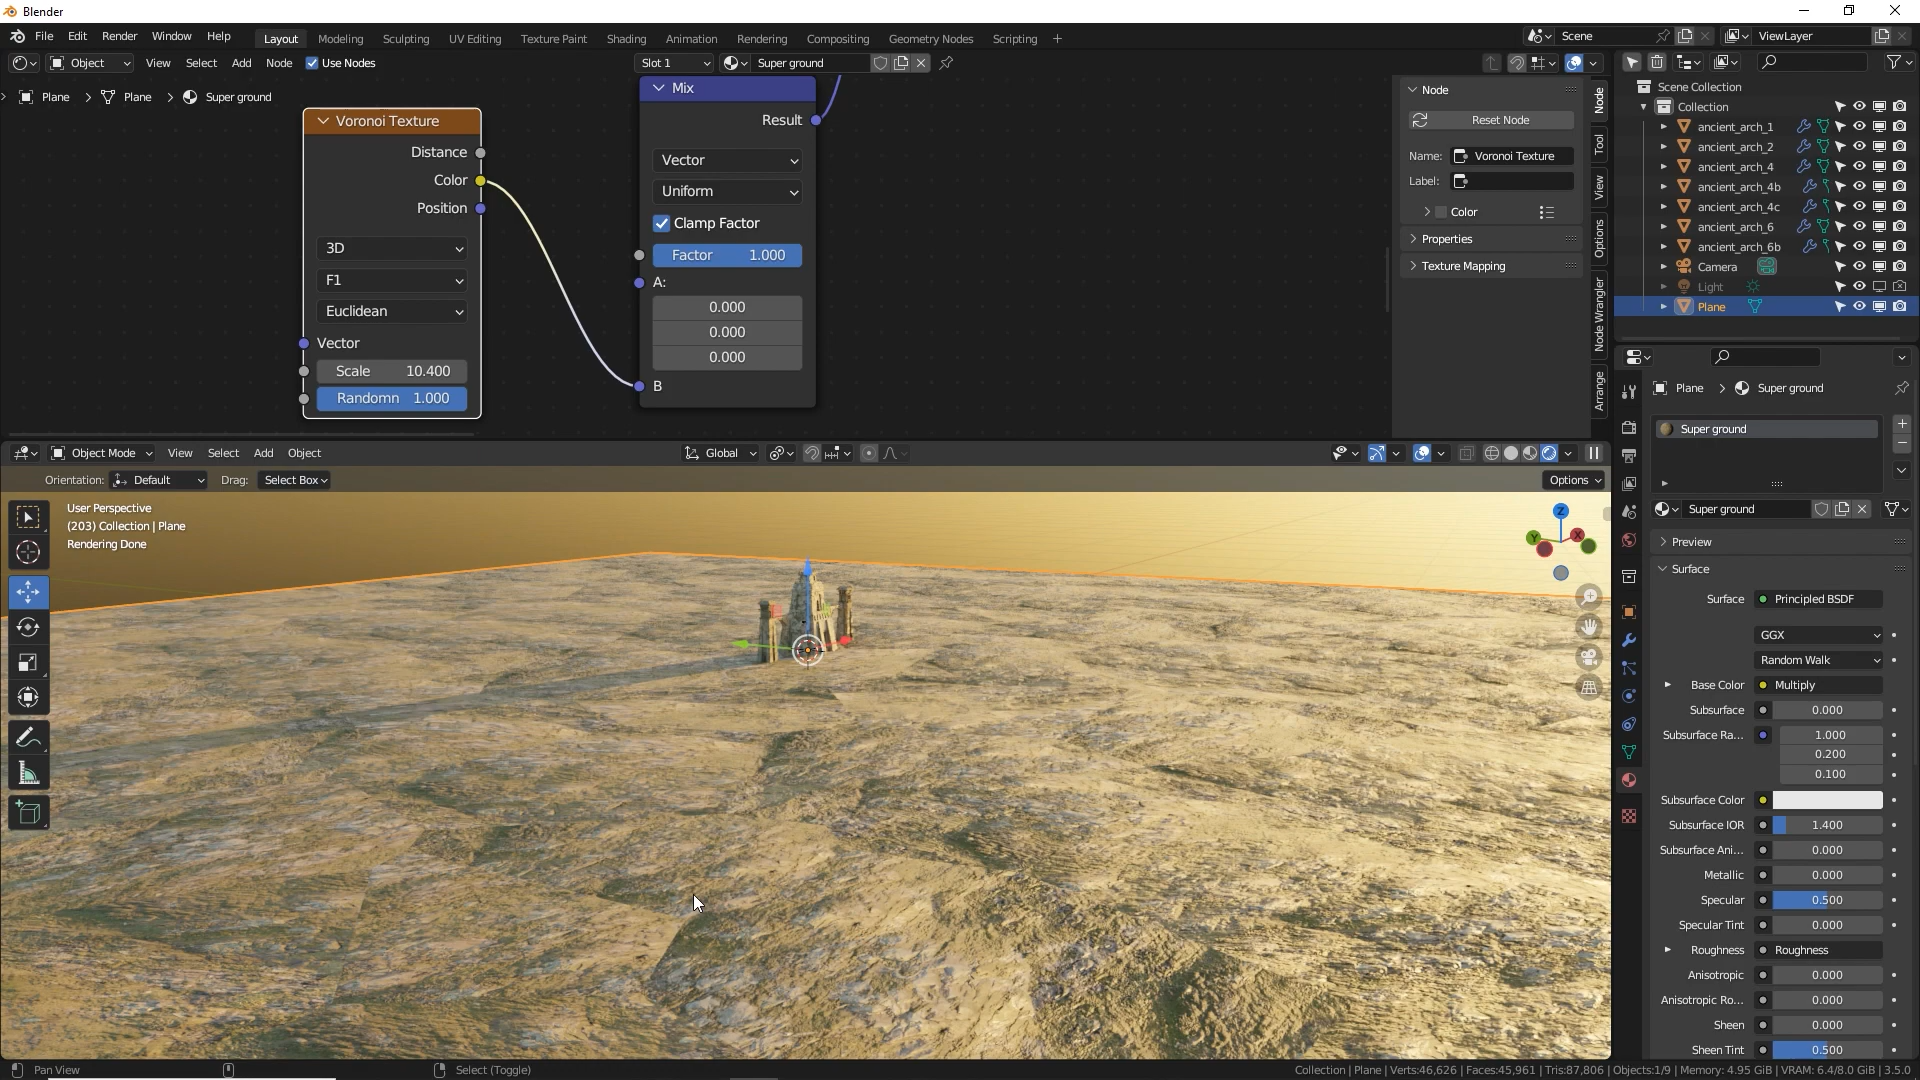 Blender
File Edit Render Window Help
Layout Modeling Sculpting UV Editing Texture Paint Shading Animation Rendering Compositing Geometry Nodes Scripting +
Scene
ViewLayer
Object View Select Add Node Use Nodes
Slot 1
Super ground
Plane > Plane > Super ground
Voronoi Texture
Distance
Color
Position
3D
F1
Euclidean
Vector
Scale 10.400
Randomn 1.000
Mix
Result
Vector
Uniform
Clamp Factor
Factor 1.000
A:
0.000
0.000
0.000
B
Node
Reset Node
Name: Voronoi Texture
Label:
Color
Properties
Texture Mapping
Node
Tool
View
Options
Node Wrangler
Arrange
Scene Collection
Collection
ancient_arch_1
ancient_arch_2
ancient_arch_4
ancient_arch_4b
ancient_arch_4c
ancient_arch_6
ancient_arch_6b
Camera
Light
Plane
Object Mode View Select Add Object
Global
Orientation: Default Drag: Select Box
Options
User Perspective
(203) Collection | Plane
Rendering Done
Z
Y
X
Plane > Super ground
Super ground
Super ground
Preview
Surface
Surface Principled BSDF
GGX
Random Walk
Base Color Multiply
Subsurface 0.000
Subsurface Ra... 1.000
0.200
0.100
Subsurface Color
Subsurface IOR 1.400
Subsurface Ani... 0.000
Metallic 0.000
Specular 0.500
Specular Tint 0.000
Roughness Roughness
Anisotropic 0.000
Anisotropic Ro... 0.000
Sheen 0.000
Sheen Tint 0.500
Pan View
Select (Toggle)
Collection | Plane | Verts:46,626 | Faces:45,961 | Tris:87,806 | Objects:1/9 | Memory: 4.95 GiB | VRAM: 6.4/8.0 GiB | 3.5.0